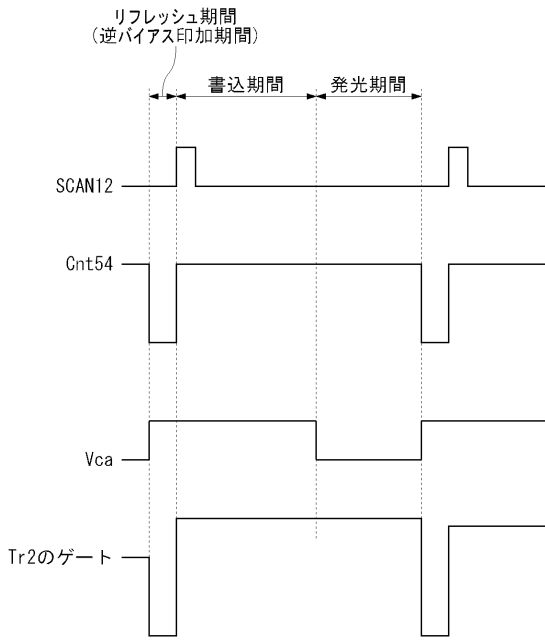 リフレッシュ期間
(逆バイアス印加期間)
書込期間
発光期間
SCAN12
Cnt54
Vca
Tr2のゲート